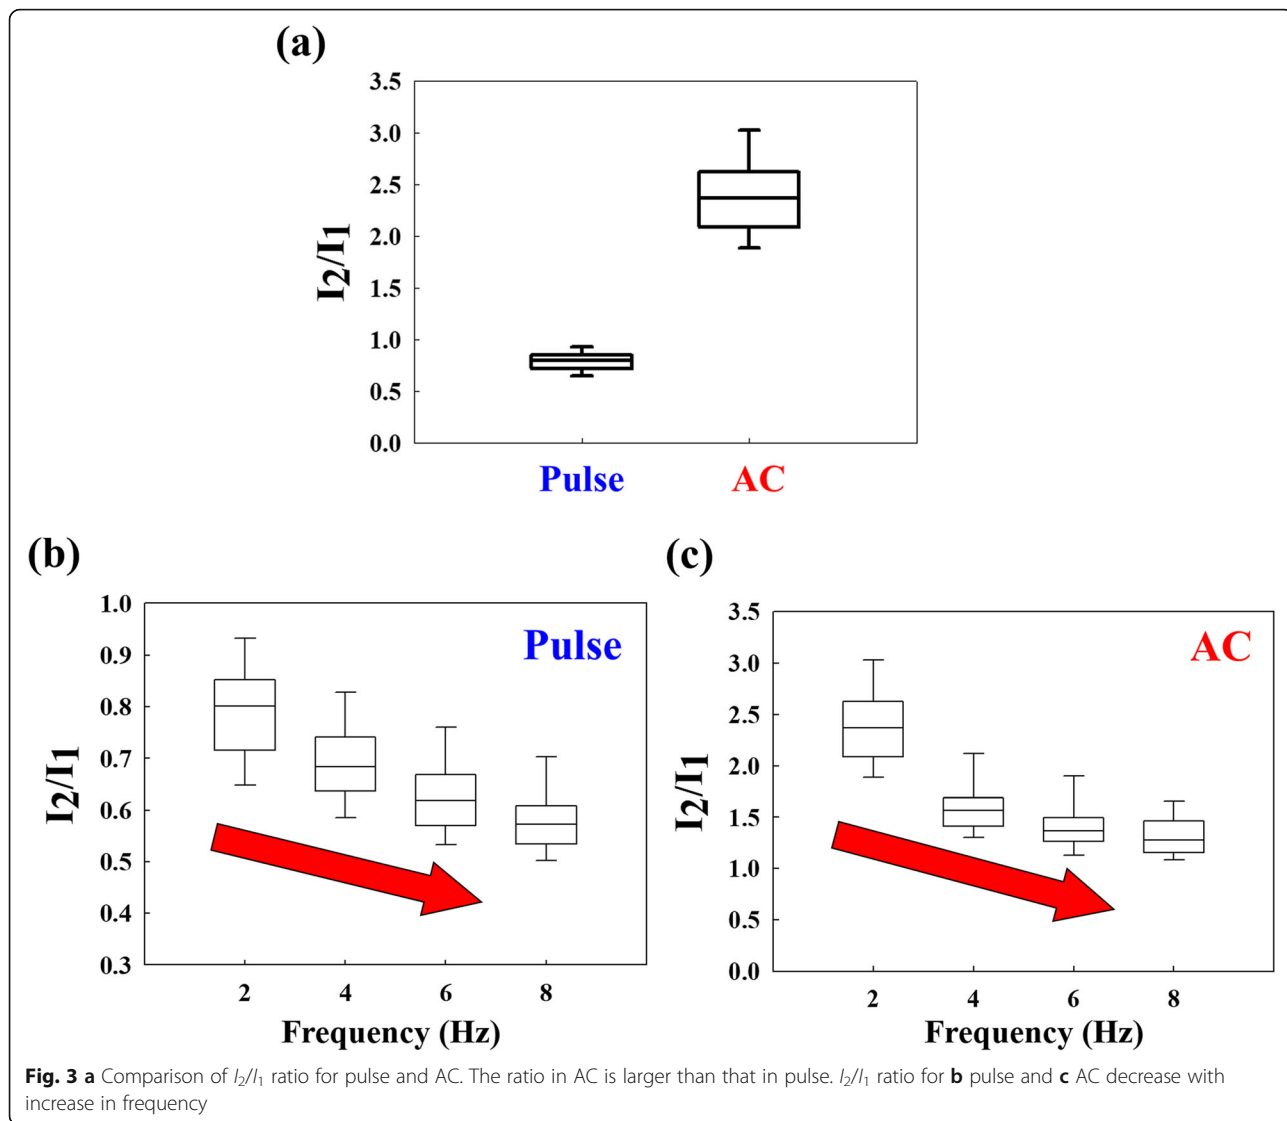 (a)
3.5
3.0
2.5
2.0
1.5
1.0
0.5
0.0
I2/I1
Pulse
AC
(b)
1.0
0.9
0.8
0.7
0.6
0.5
0.4
0.3
I2/I1
Pulse
2 4 6 8
Frequency (Hz)
(c)
3.5
3.0
2.5
2.0
1.5
1.0
0.5
0.0
I2/I1
AC
2 4 6 8
Frequency (Hz)
Fig. 3 a Comparison of I2/I1 ratio for pulse and AC. The ratio in AC is larger than that in pulse. I2/I1 ratio for b pulse and c AC decrease with
increase in frequency